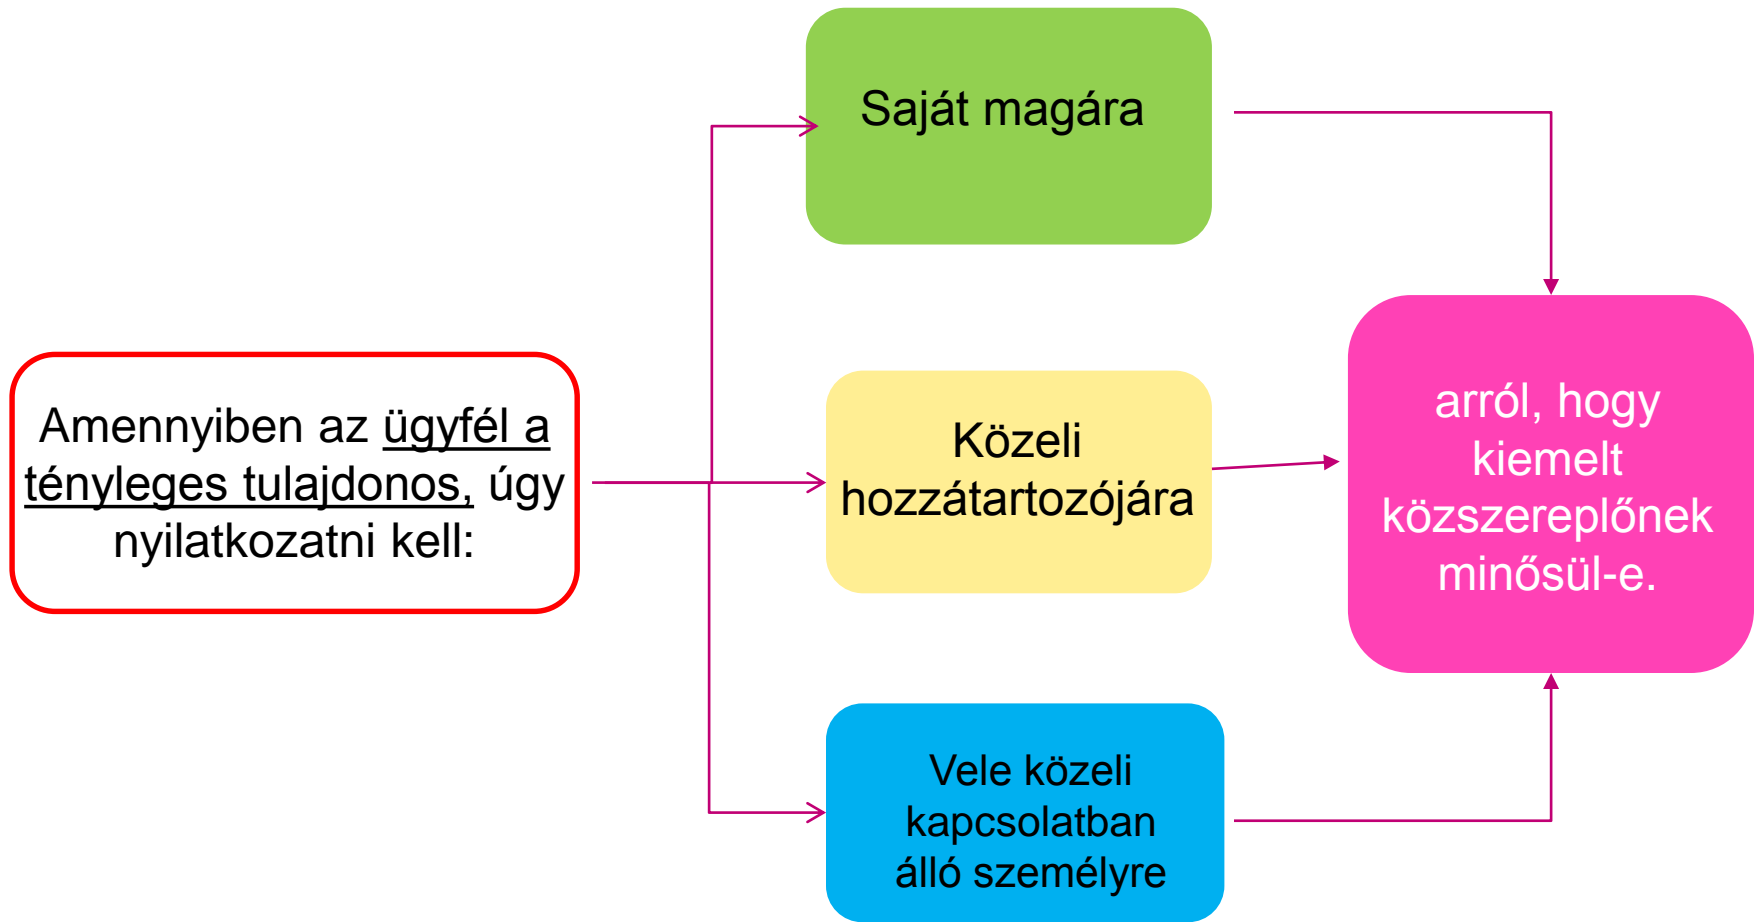 Amennyiben az ügyfél a
tényleges tulajdonos, úgy
nyilatkozatni kell:
Saját magára
Közeli
hozzátartozójára
Vele közeli
kapcsolatban
álló személyre
arról, hogy
kiemelt
közszereplőnek
minősül-e.